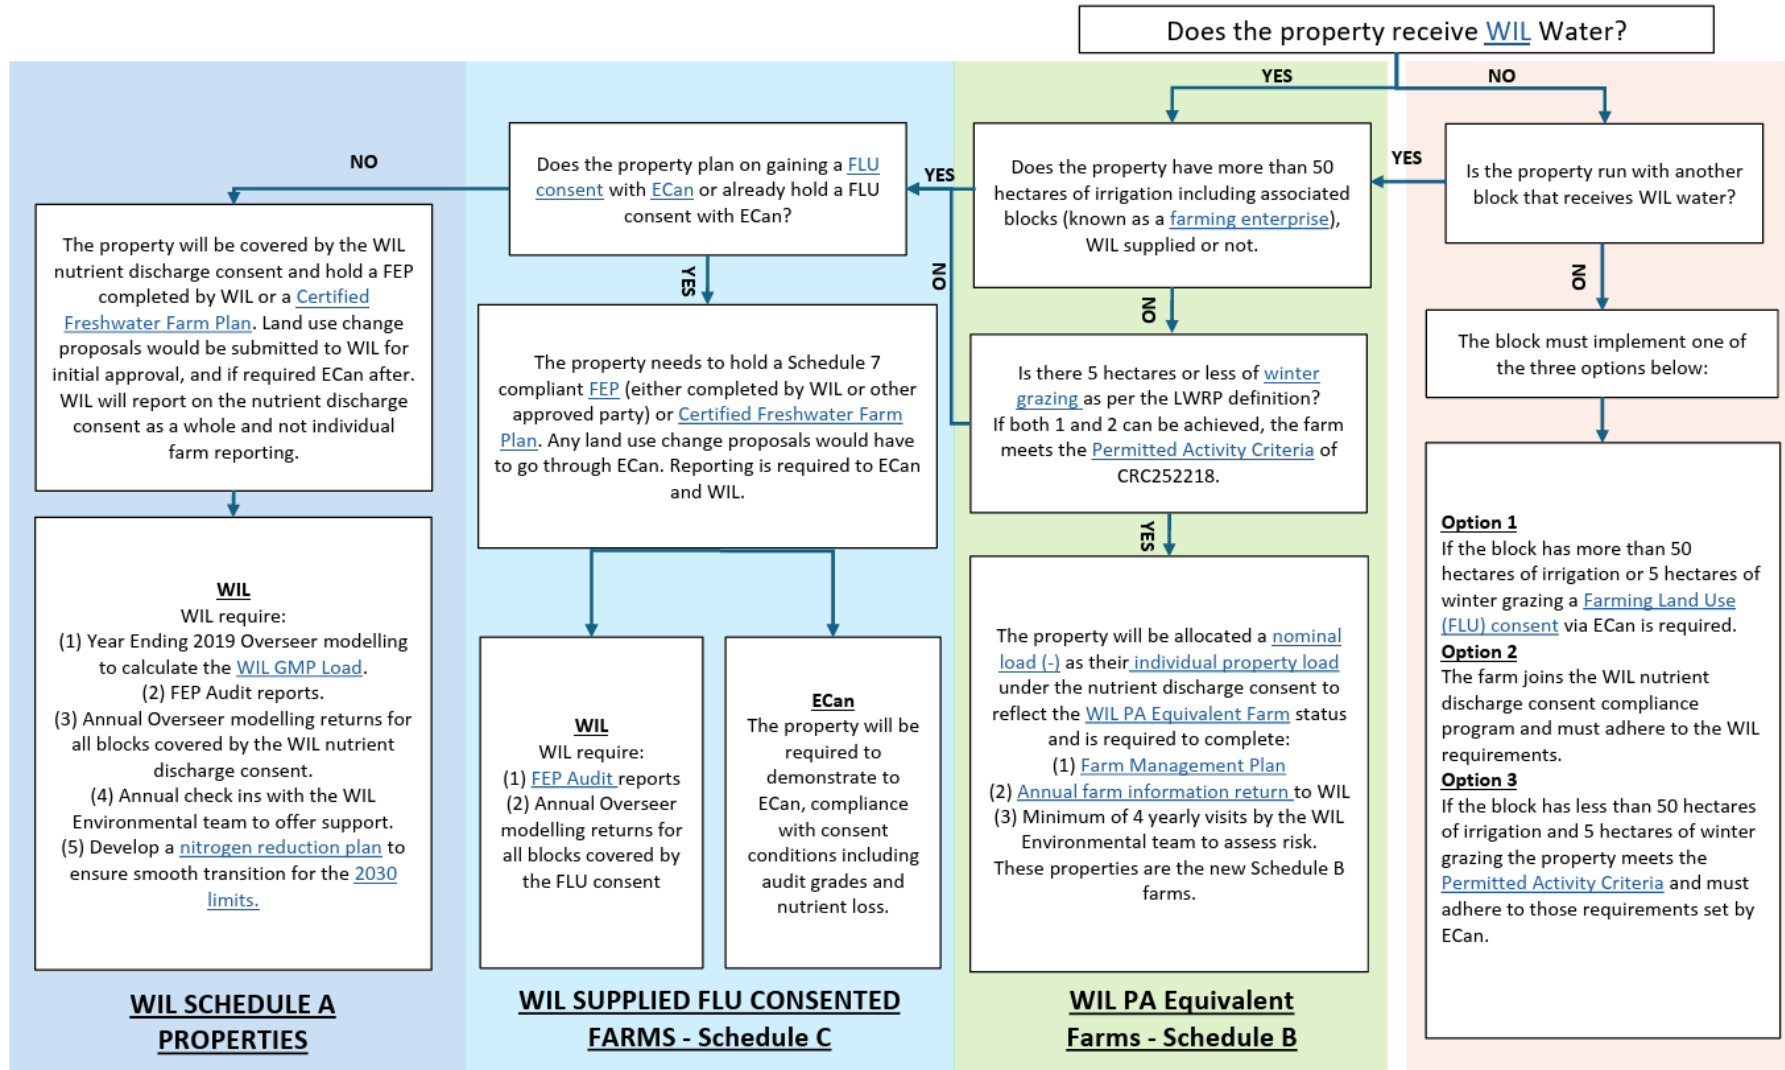 Does the property receive WIL Water?
YES
NO
NO
Does the property plan on gaining a FLU
consent with ECan or already hold a FLU
consent with ECan?
YES
Does the property have more than 50
hectares of irrigation including associated
blocks (known as a farming enterprise),
WIL supplied or not.
YES
Is the property run with another
block that receives WIL water?
The property will be covered by the WIL
nutrient discharge consent and hold a FEP
completed by WIL or a Certified
Freshwater Farm Plan. Land use change
proposals would be submitted to WIL for
initial approval, and if required ECan after.
WIL will report on the nutrient discharge
consent as a whole and not individual
farm reporting.
YES
NO
NO
NO
The property needs to hold a Schedule 7
compliant FEP (either completed by WIL or other
approved party) or Certified Freshwater Farm
Plan. Any land use change proposals would have
to go through ECan. Reporting is required to ECan
and WIL.
Is there 5 hectares or less of winter
grazing as per the LWRP definition?
If both 1 and 2 can be achieved, the farm
meets the Permitted Activity Criteria of
CRC252218.
The block must implement one of
the three options below:
YES
WIL
WIL require:
(1) Year Ending 2019 Overseer modelling
to calculate the WIL GMP Load.
(2) FEP Audit reports.
(3) Annual Overseer modelling returns for
all blocks covered by the WIL nutrient
discharge consent.
(4) Annual check ins with the WIL
Environmental team to offer support.
(5) Develop a nitrogen reduction plan to
ensure smooth transition for the 2030
limits.
WIL
WIL require:
(1) FEP Audit reports
(2) Annual Overseer
modelling returns for
all blocks covered by
the FLU consent
ECan
The property will be
required to
demonstrate to
ECan, compliance
with consent
conditions including
audit grades and
nutrient loss.
The property will be allocated a nominal
load (-) as their individual property load
under the nutrient discharge consent to
reflect the WIL PA Equivalent Farm status
and is required to complete:
(1) Farm Management Plan
(2) Annual farm information return to WIL
(3) Minimum of 4 yearly visits by the WIL
Environmental team to assess risk.
These properties are the new Schedule B
farms.
Option 1
If the block has more than 50
hectares of irrigation or 5 hectares of
winter grazing a Farming Land Use
(FLU) consent via ECan is required.
Option 2
The farm joins the WIL nutrient
discharge consent compliance
program and must adhere to the WIL
requirements.
Option 3
If the block has less than 50 hectares
of irrigation and 5 hectares of winter
grazing the property meets the
Permitted Activity Criteria and must
adhere to those requirements set by
ECan.
WIL SCHEDULE A
PROPERTIES
WIL SUPPLIED FLU CONSENTED
FARMS - Schedule C
WIL PA Equivalent
Farms - Schedule B